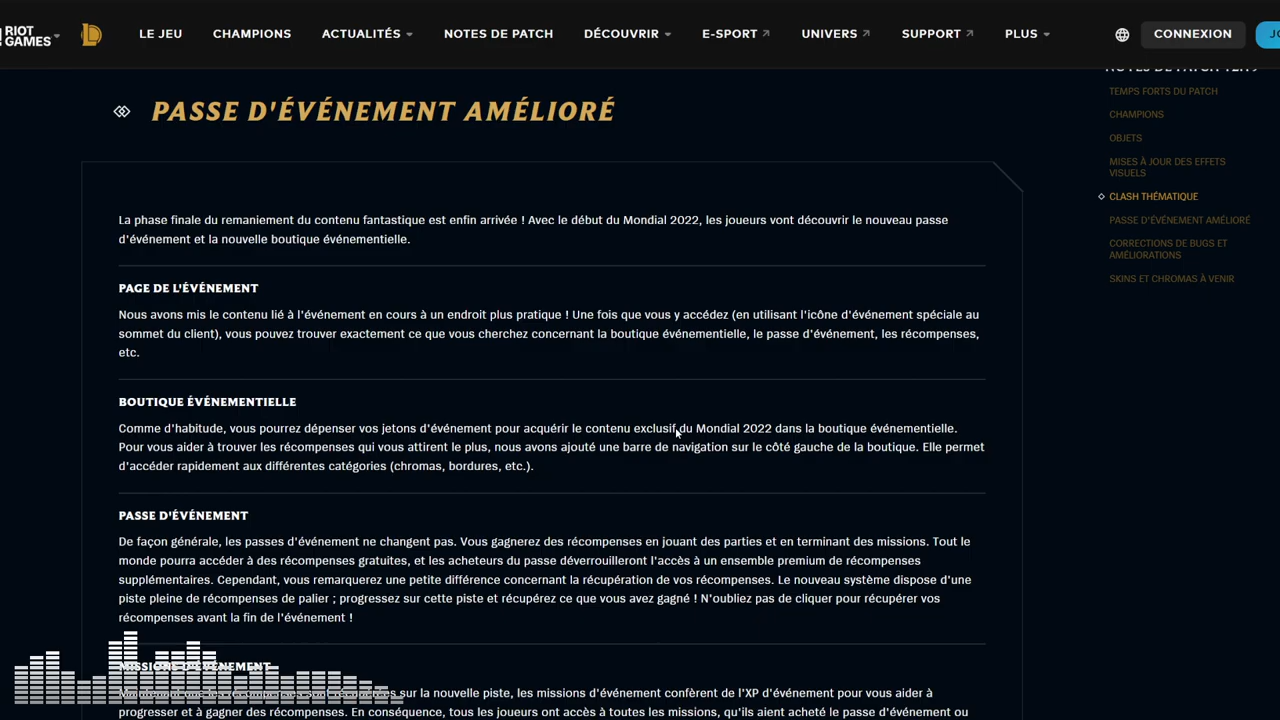 RIOT GAMES
LE JEU CHAMPIONS ACTUALITÉS NOTES DE PATCH DÉCOUVRIR E-SPORT UNIVERS SUPPORT PLUS CONNEXION
PASSE D'ÉVÉNEMENT AMÉLIORÉ
La phase finale du remaniement du contenu fantastique est enfin arrivée ! Avec le début du Mondial 2022, les joueurs vont découvrir le nouveau passe
d'événement et la nouvelle boutique événementielle.
PAGE DE L'ÉVÉNEMENT
Nous avons mis le contenu lié à l'événement en cours à un endroit plus pratique ! Une fois que vous y accédez (en utilisant l'icône d'événement spéciale au
sommet du client), vous pouvez trouver exactement ce que vous cherchez concernant la boutique événementielle, le passe d'événement, les récompenses,
etc.
BOUTIQUE ÉVÉNEMENTIELLE
Comme d'habitude, vous pourrez dépenser vos jetons d'événement pour acquérir le contenu exclusif du Mondial 2022 dans la boutique événementielle.
Pour vous aider à trouver les récompenses qui vous attirent le plus, nous avons ajouté une barre de navigation sur le côté gauche de la boutique. Elle permet
d'accéder rapidement aux différentes catégories (chromas, bordures, etc.).
PASSE D'ÉVÉNEMENT
De façon générale, les passes d'événement ne changent pas. Vous gagnerez des récompenses en jouant des parties et en terminant des missions. Tout le
monde pourra accéder à des récompenses gratuites, et les acheteurs du passe déverrouilleront l'accès à un ensemble premium de récompenses
supplémentaires. Cependant, vous remarquerez une petite différence concernant la récupération de vos récompenses. Le nouveau système dispose d'une
piste pleine de récompenses de palier ; progressez sur cette piste et récupérez ce que vous avez gagné ! N'oubliez pas de cliquer pour récupérer vos
récompenses avant la fin de l'événement !
MISSIONS D'ÉVÉNEMENT
sur la nouvelle piste, les missions d'événement confèrent de l'XP d'événement pour vous aider à
progresser et à gagner des récompenses. En conséquence, tous les joueurs ont accès à toutes les missions, qu'ils aient acheté le passe d'événement ou
NOTES DE PATCH
TEMPS FORTS DU PATCH
CHAMPIONS
OBJETS
MISES À JOUR DES EFFETS
VISUELS
CLASH THÉMATIQUE
PASSE D'ÉVÉNEMENT AMÉLIORÉ
CORRECTIONS DE BUGS ET
AMÉLIORATIONS
SKINS ET CHROMAS À VENIR